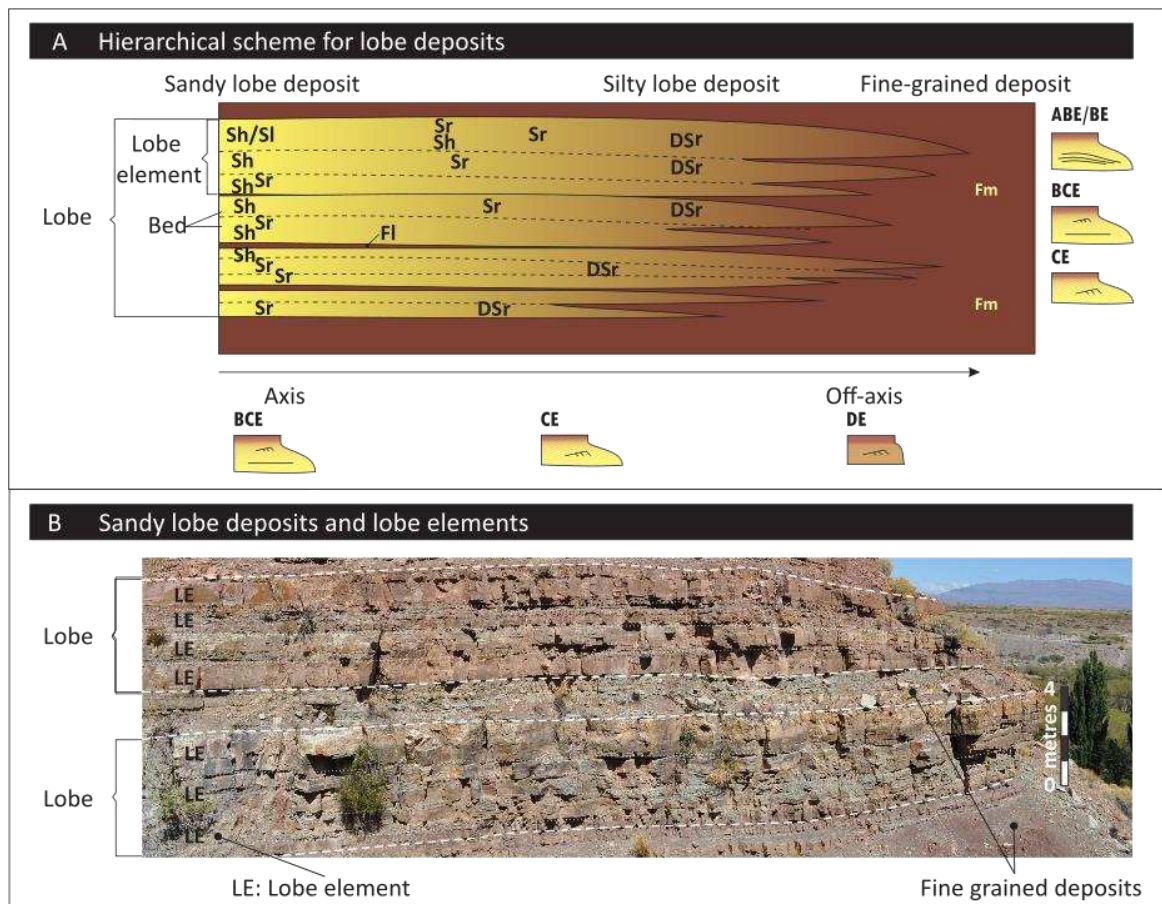 A Hierarchical scheme for lobe deposits
Sandy lobe deposit Silty lobe deposit Fine-grained deposit
Lobe
Lobe element
Bed
Sh/Sl Sr Sr DSr
Sh
Sh Sr DSr
Sr
Sh
Fm
Sh Sr DSr
Sr
Sh
Fl
Sh
Sr DSr
Sr
Sr DSr Fm
ABE/BE
BCE
CE
Axis Off-axis
BCE CE DE
B Sandy lobe deposits and lobe elements
Lobe
LE
LE
LE
LE
Lobe
LE
LE
LE
4
0 metres
LE: Lobe element
Fine grained deposits